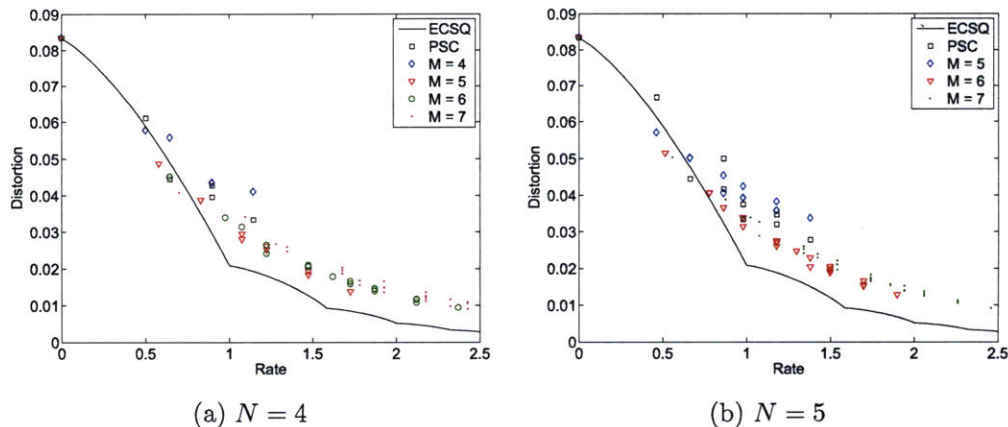 0.09
0.08
0.07
0.06
0.05
0.04
0.03
0.02
0.01
0
Distortion
0 0.5 1 1.5 2 2.5
Rate
ECSQ
PSC
M = 4
M = 5
M = 6
M = 7
(a) N = 4
0.09
0.08
0.07
0.06
0.05
0.04
0.03
0.02
0.01
0
Distortion
0 0.5 1 1.5 2 2.5
Rate
ECSQ
PSC
M = 5
M = 6
M = 7
(b) N = 5